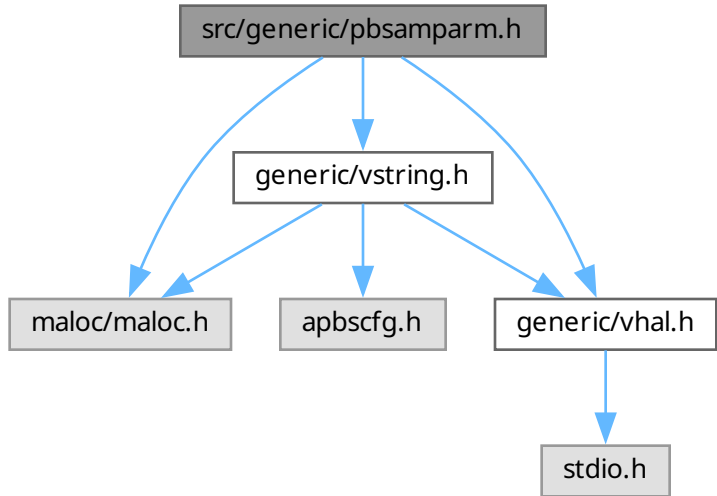 src/generic/pbsamparm.h
generic/vstring.h
maloc/maloc.h
apbscfg.h
generic/vhal.h
stdio.h